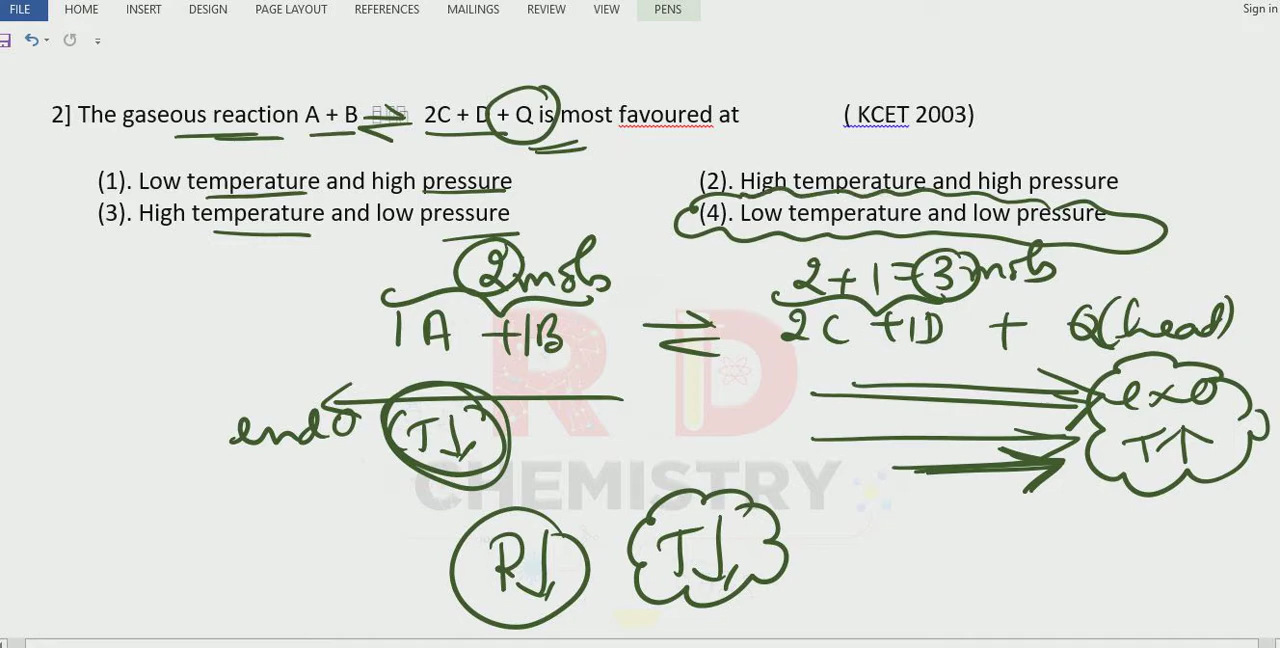 FILE HOME INSERT DESIGN PAGE LAYOUT REFERENCES MAILINGS REVIEW VIEW PENS Sign in
2] The gaseous reaction A + B ⇌ 2C + D + Q is most favoured at ( KCET 2003)
(1). Low temperature and high pressure (2). High temperature and high pressure
(3). High temperature and low pressure (4). Low temperature and low pressure
2 mols 2 + 1 = 3 mols
1A + 1B ⇌ 2C + 1D + Q (head)
endo T↓ exo
T↑
RD
CHEMISTRY
P↓ T↓